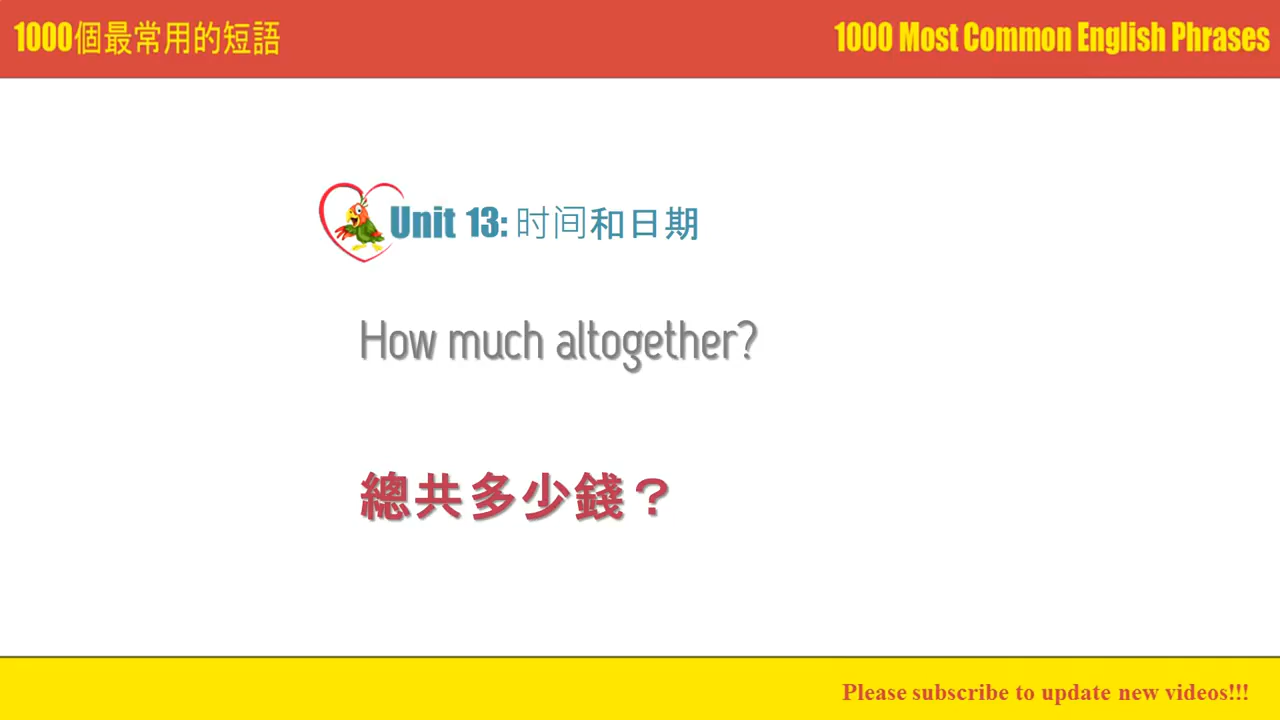 1000個最常用的短語
1000 Most Common English Phrases
Unit 13: 时间和日期
How much altogether?
總共多少錢？
Please subscribe to update new videos!!!